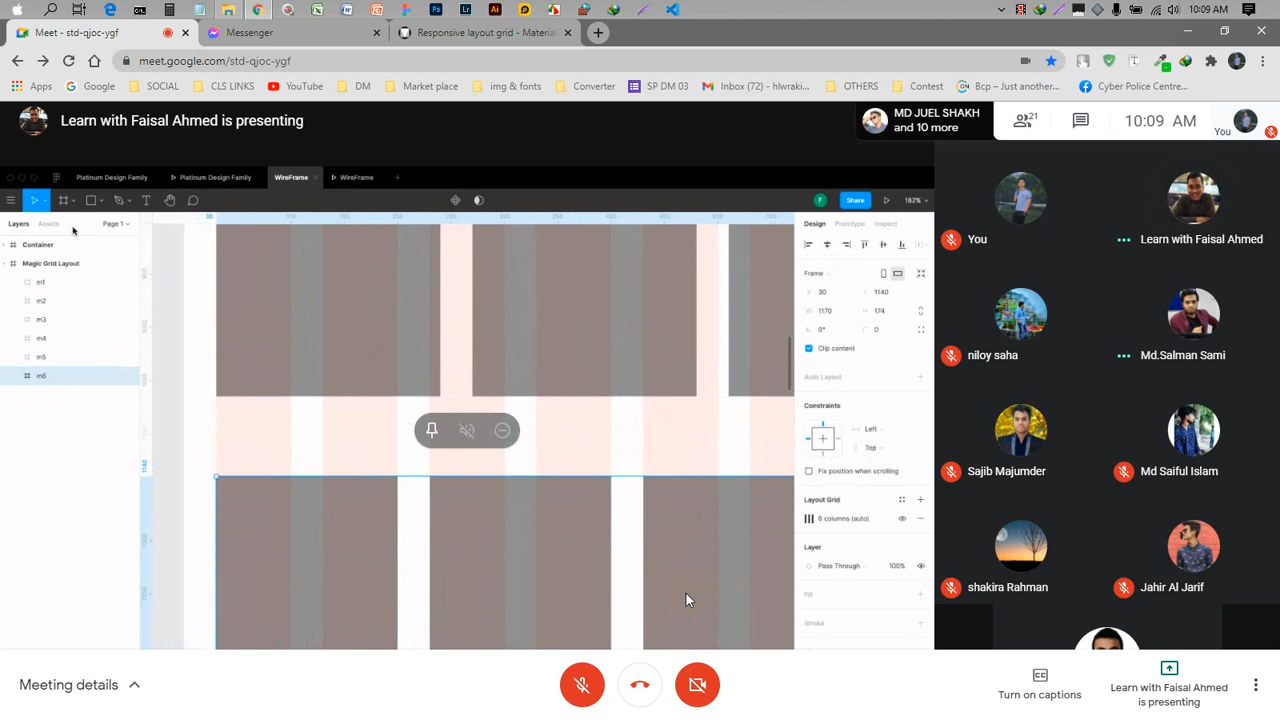 10:09 AM
Meet - std-qjoc-ygf
Messenger
Responsive layout grid - Material
meet.google.com/std-qjoc-ygf
Apps
Google
SOCIAL
CLS LINKS
YouTube
DM
Market place
img & fonts
Converter
SP DM 03
Inbox (72) - hlwraki...
OTHERS
Contest
Bcp – Just another...
Cyber Police Centre...
Learn with Faisal Ahmed is presenting
MD JUEL SHAKH
and 10 more
21
10:09 AM
You
Platinum Design Family
Platinum Design Family
WireFrame
WireFrame
F
Share
187%
Layers
Assets
Page 1
Container
Magic Grid Layout
m1
m2
m3
m4
m5
m6
30
1140
Design
Prototype
Inspect
Frame
X 30
Y 1140
W 1170
H 174
0°
0
Clip content
Auto Layout
Constraints
Left
Top
Fix position when scrolling
Layout Grid
6 columns (auto)
Layer
Pass Through
100%
Fill
Stroke
You
Learn with Faisal Ahmed
niloy saha
Md.Salman Sami
Sajib Majumder
Md Saiful Islam
shakira Rahman
Jahir Al Jarif
Meeting details
Turn on captions
Learn with Faisal Ahmed
is presenting